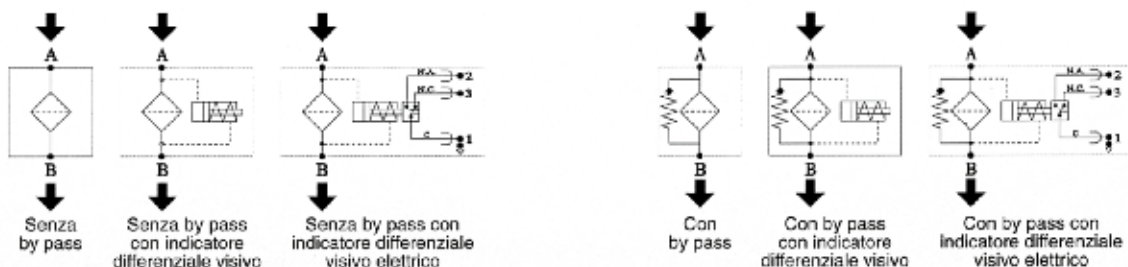 A
A
A
A
A
A
N.A.
2
N.C.
3
C
1
N.A.
2
N.C.
3
C
1
B
B
B
B
B
B
Senza
by pass
Senza by pass
con indicatore
differenziale visivo
Senza by pass con
indicatore differenziale
visivo elettrico
Con
by pass
Con by pass
con indicatore
differenziale visivo
Con by pass con
indicatore differenziale
visivo elettrico